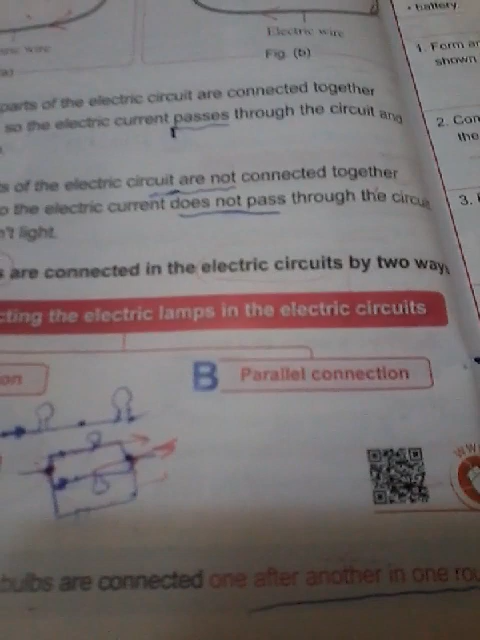 battery
Electric wire
wire
Fig. (b)
1. Form
shown
parts of the electric circuit are connected together
so the electric current passes through the circuit and
2. Con
the
s of the electric circuit are not connected together
o the electric current does not pass through the circuit
n't light.
3.
s are connected in the electric circuits by two ways
cting the electric lamps in the electric circuits
on
B Parallel connection
bulbs are connected one after another in one rou